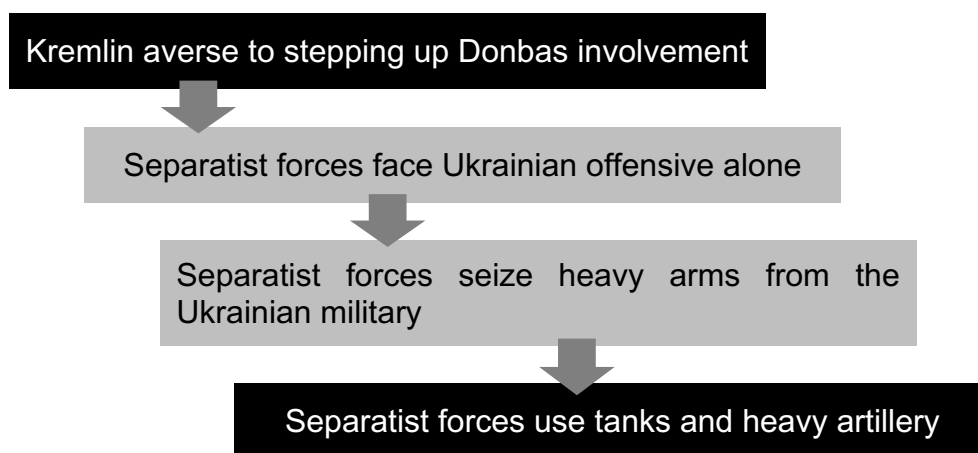 Kremlin averse to stepping up Donbas involvement
Separatist forces face Ukrainian offensive alone
Separatist forces seize heavy arms from the
Ukrainian military
Separatist forces use tanks and heavy artillery